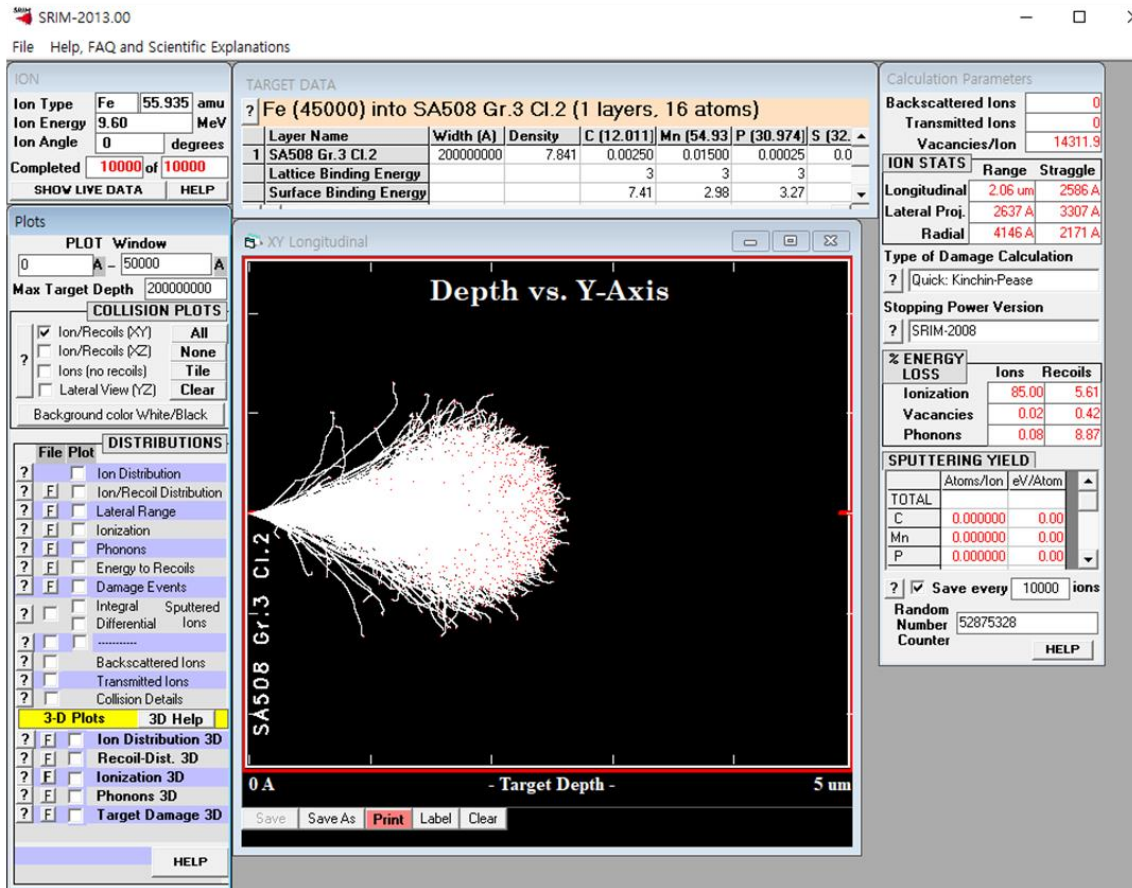 SRIM-2013.00
File Help, FAQ and Scientific Explanations
ION
Ion Type Fe 55.935 amu
Ion Energy 9.60 MeV
Ion Angle 0 degrees
Completed 10000 of 10000
SHOW LIVE DATA HELP
TARGET DATA
? Fe (45000) into SA508 Gr.3 Cl.2 (1 layers, 16 atoms)
Layer Name Width (A) Density C (12.011) Mn (54.93 P (30.974) S (32.
1 SA508 Gr.3 Cl.2 200000000 7.841 0.00250 0.01500 0.00025 0.0
Lattice Binding Energy 3 3 3
Surface Binding Energy 7.41 2.98 3.27
Plots
PLOT Window
0 A - 50000 A
Max Target Depth 200000000
COLLISION PLOTS
? Ion/Recoils (XY) All
Ion/Recoils (XZ) None
Ions (no recoils) Tile
Lateral View (YZ) Clear
Background color White/Black
DISTRIBUTIONS
File Plot
? Ion Distribution
? F Ion/Recoil Distribution
? F Lateral Range
? F Ionization
? F Phonons
? F Energy to Recoils
? F Damage Events
? Integral Sputtered
Differential Ions
? -----------
? Backscattered Ions
? Transmitted Ions
? Collision Details
3-D Plots 3D Help
? F Ion Distribution 3D
? F Recoil-Dist. 3D
? F Ionization 3D
? F Phonons 3D
? F Target Damage 3D
HELP
XY Longitudinal
Depth vs. Y-Axis
SA508 Gr.3 Cl.2
0 A - Target Depth - 5 um
Save Save As Print Label Clear
Calculation Parameters
Backscattered Ions 0
Transmitted Ions 0
Vacancies/Ion 14311.9
ION STATS Range Straggle
Longitudinal 2.06 um 2586 A
Lateral Proj. 2637 A 3307 A
Radial 4146 A 2171 A
Type of Damage Calculation
? Quick: Kinchin-Pease
Stopping Power Version
? SRIM-2008
% ENERGY LOSS Ions Recoils
Ionization 85.00 5.61
Vacancies 0.02 0.42
Phonons 0.08 8.87
SPUTTERING YIELD
Atoms/Ion eV/Atom
TOTAL
C 0.000000 0.00
Mn 0.000000 0.00
P 0.000000 0.00
? Save every 10000 ions
Random
Number 52875328
Counter
HELP